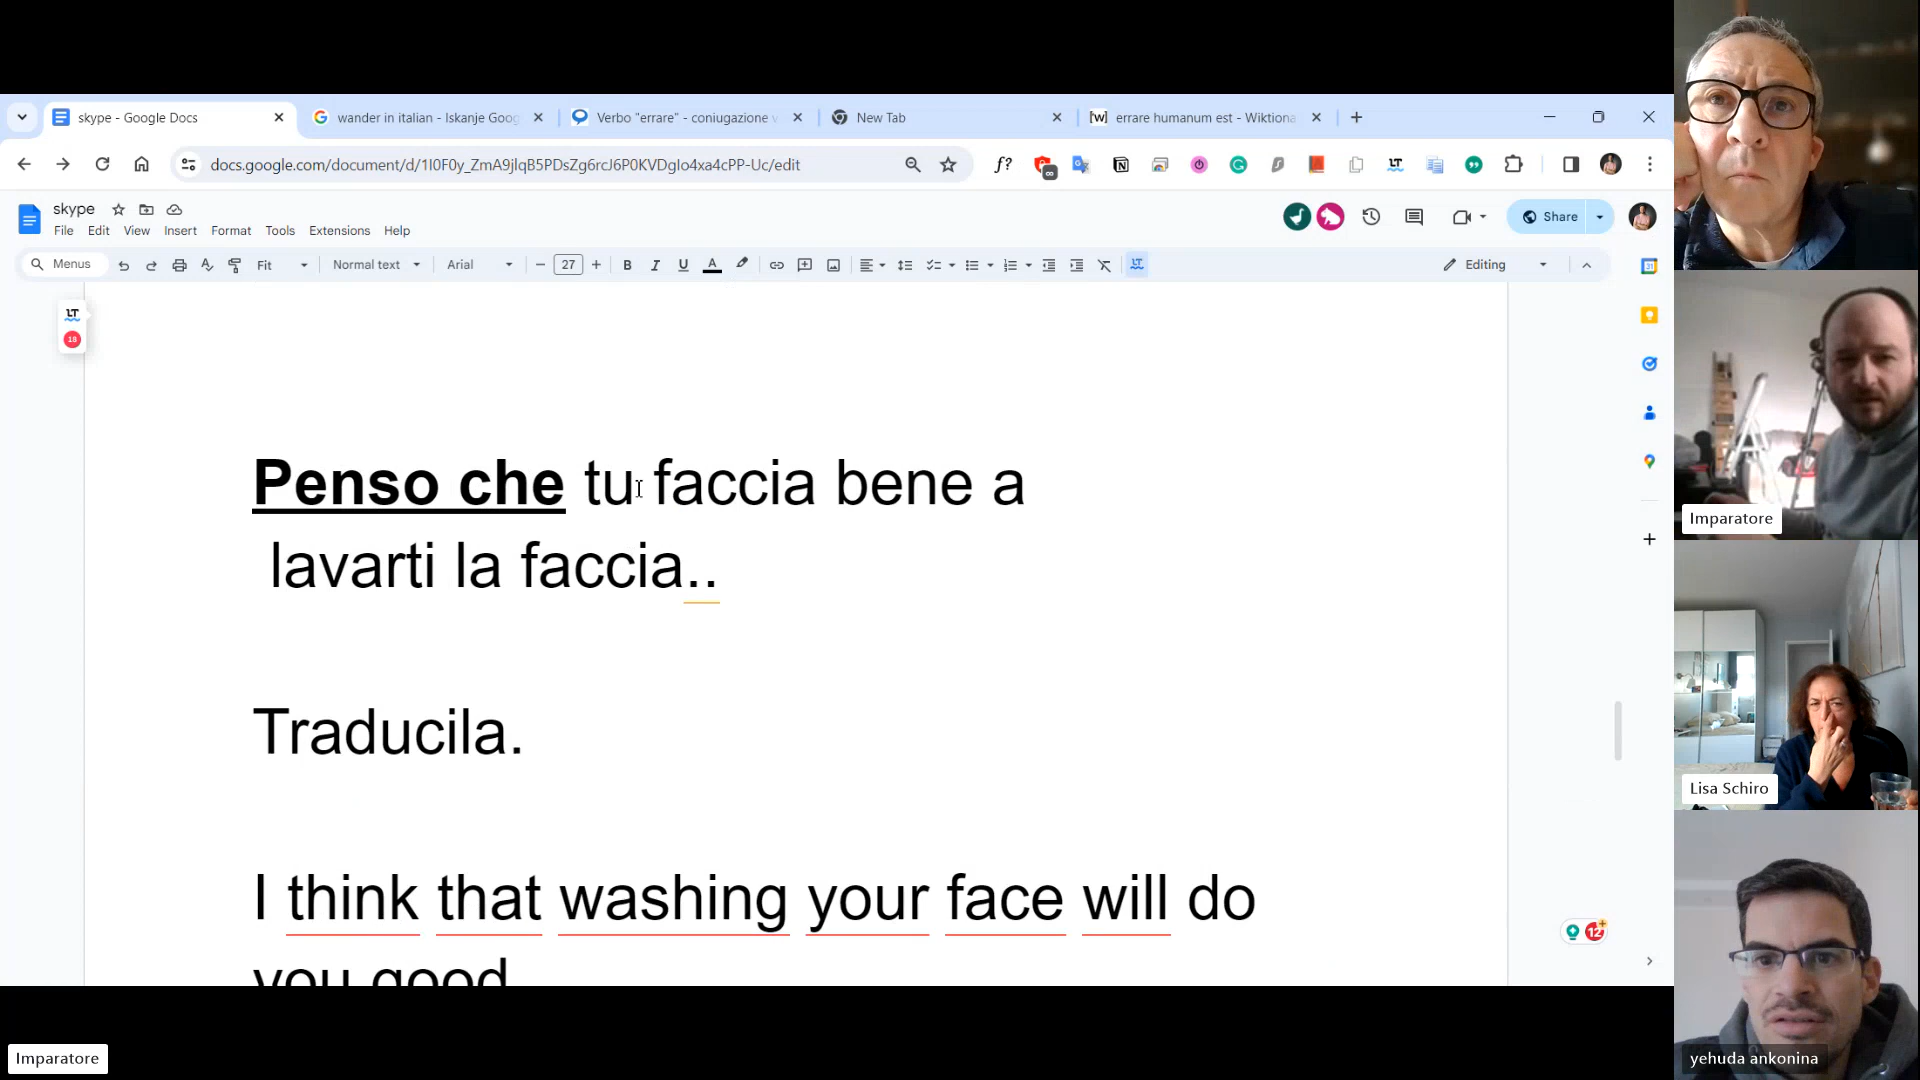 skype - Google Docs
wander in italian - Iskanje Goog
Verbo "errare" - coniugazione v
New Tab
errare humanum est - Wiktiona
docs.google.com/document/d/1I0F0y_ZmA9jlqB5PDsZg6rcJ6P0KVDgIo4xa4cPP-Uc/edit
skype
Share
File Edit View Insert Format Tools Extensions Help
Menus Fit Normal text Arial 27 Editing
18
Penso che tu faccia bene a
lavarti la faccia..
Traducila.
I think that washing your face will do
you good
12
Imparatore
Imparatore
Lisa Schiro
yehuda ankonina